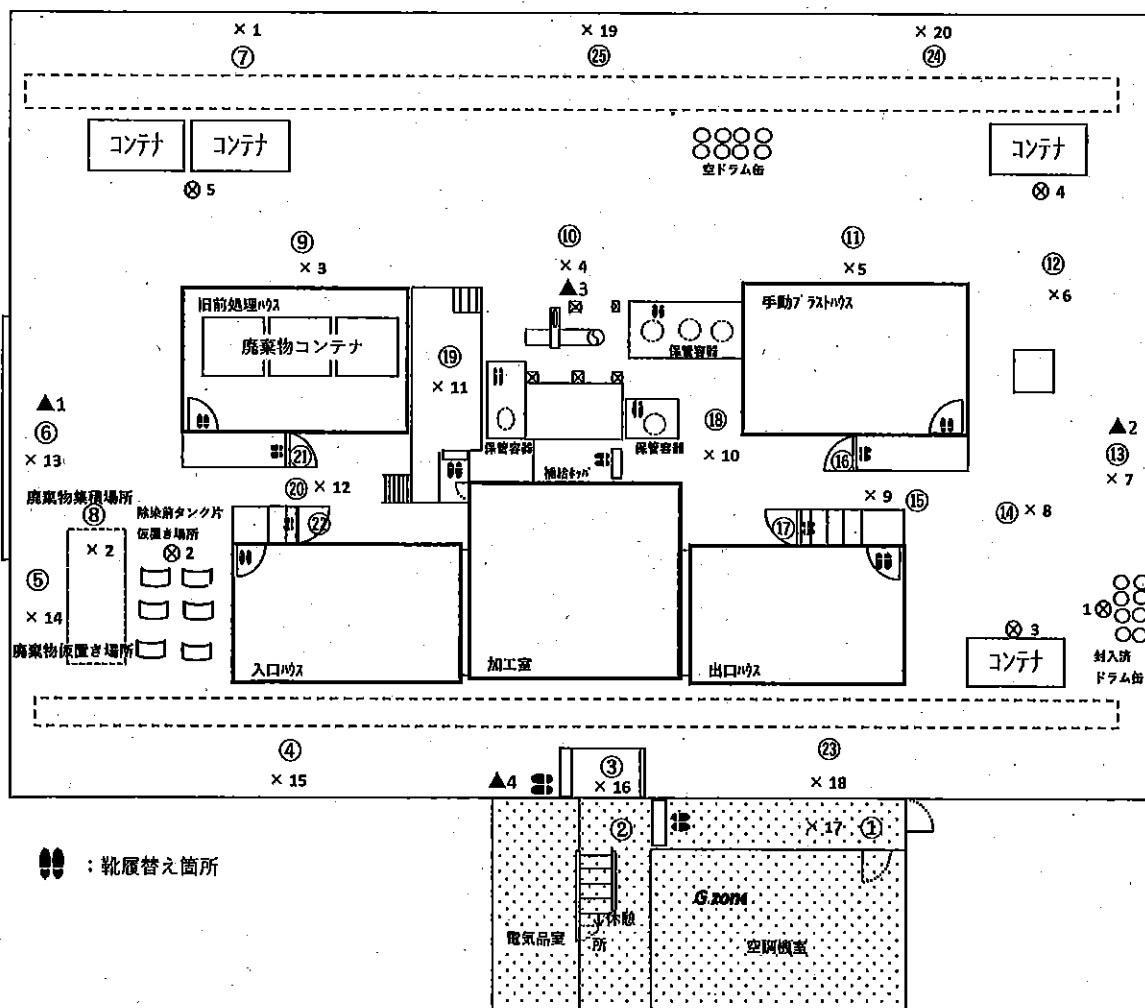 × 1
× 19
× 20
⑦
㉕
㉔
コンテナ
コンテナ
空ドラム缶
コンテナ
⊗ 5
⊗ 4
⑨
⑩
⑪
⑫
× 3
× 4
× 5
× 6
▲3
旧前処理ハウス
廃棄物コンテナ
手動ブラストハウス
保管容器
⑲
× 11
▲1
⑥
× 13
⑱
▲2
⑬
× 7
保管容器
保管容器
㉑
⑯
× 10
補給ホッパ
⑳
× 12
× 9
⑮
⑭
× 8
廃棄物集積場所
⑧
除染前タンク片
仮置き場所
㉒
⑰
× 2
⊗ 2
⑤
× 14
1⊗
⊗ 3
廃棄物仮置き場所
入口ハウス
加工室
出口ハウス
コンテナ
封入済
ドラム缶
④
③
㉓
× 15
▲4
× 16
× 18
②
× 17
①
：靴履替え箇所
G zone
休憩
所
電気品室
空調機室